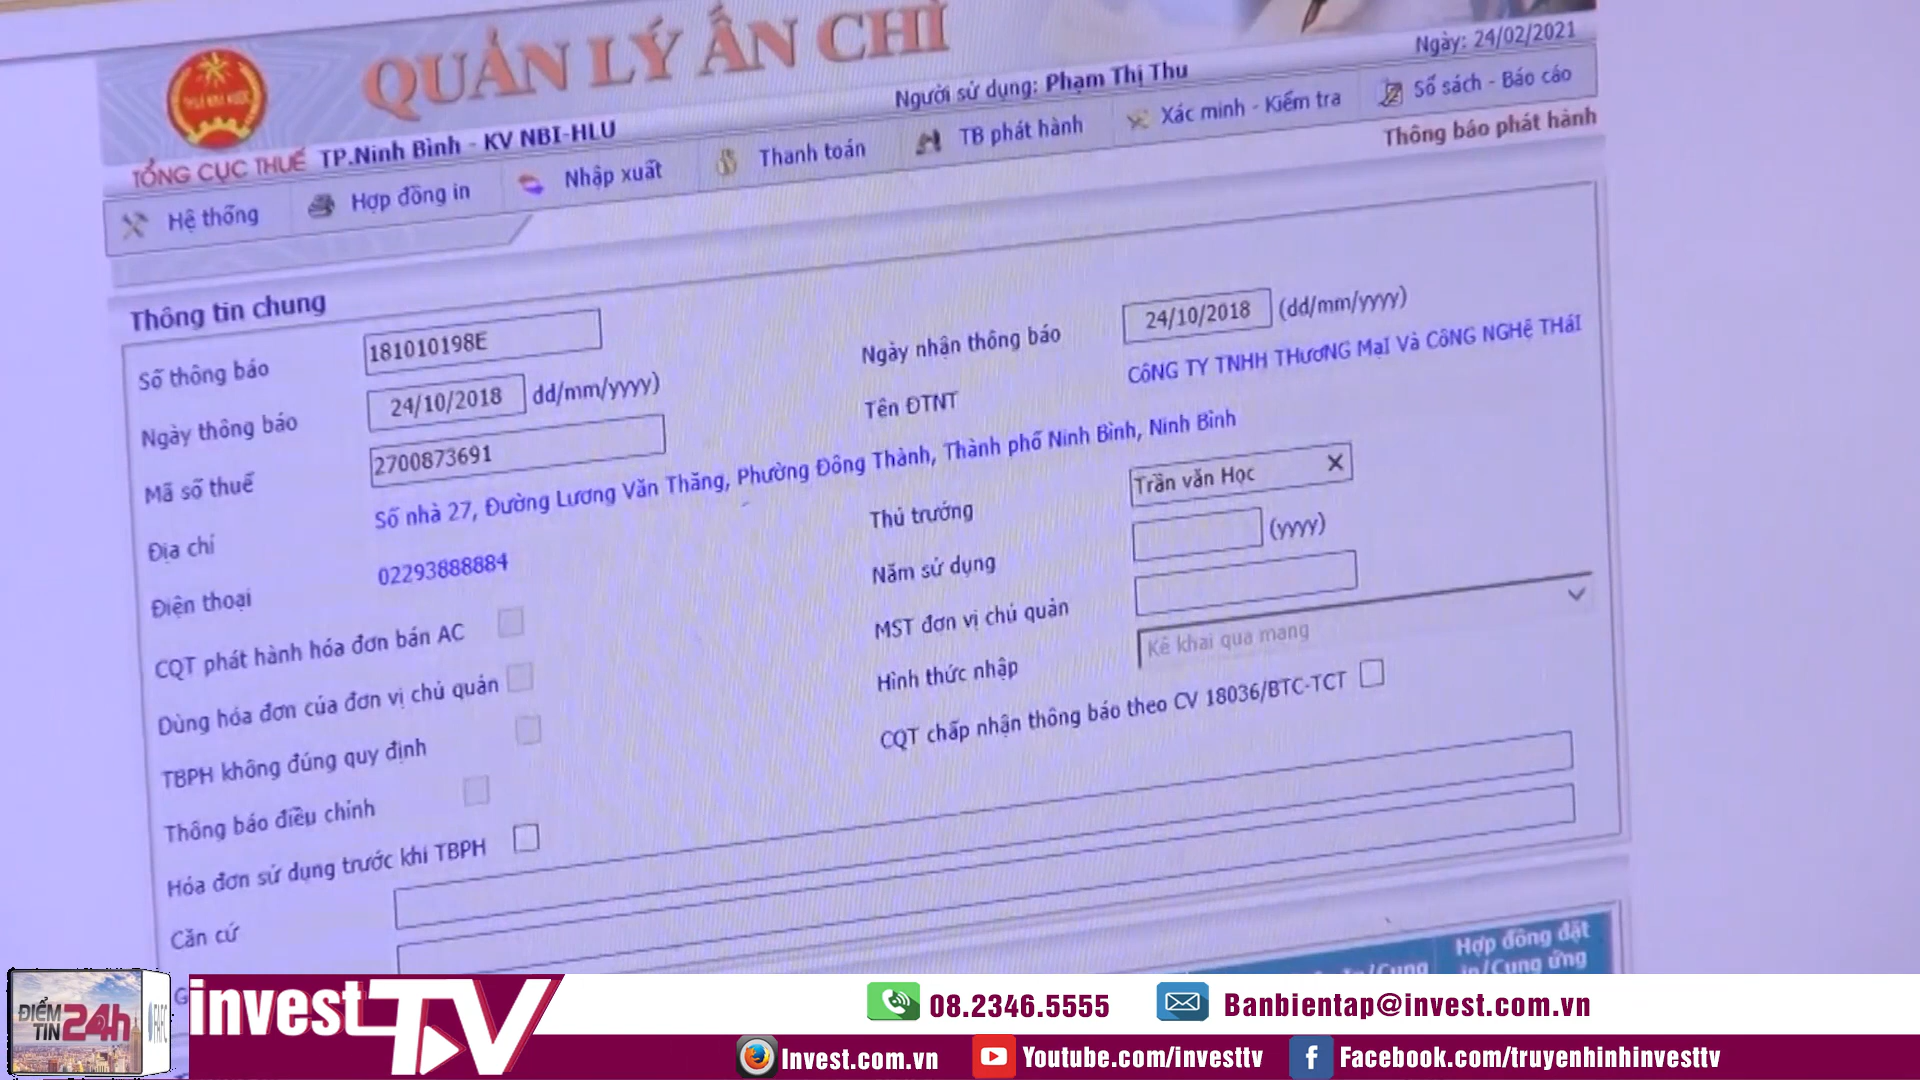 QUẢN LÝ ẤN CHỈ
Ngày: 24/02/2021
THUẾ NHÀ NƯỚC
TỔNG CỤC THUẾ
TP.Ninh Bình - KV NBI-HLU
Người sử dụng: Phạm Thị Thu
Hệ thống
Hợp đồng in
Nhập xuất
Thanh toán
TB phát hành
Xác minh - Kiểm tra
Sổ sách - Báo cáo
Thông báo phát hành
Thông tin chung
Số thông báo 181010198E
Ngày nhận thông báo 24/10/2018 (dd/mm/yyyy)
Ngày thông báo 24/10/2018 dd/mm/yyyy)
Tên ĐTNT CôNG TY TNHH THươNG MạI Và CôNG NGHệ THáI
Mã số thuế 2700873691
Địa chỉ Số nhà 27, Đường Lương Văn Thăng, Phường Đông Thành, Thành phố Ninh Bình, Ninh Bình
Thủ trưởng Trần văn Học
Điện thoại 02293888884
Năm sử dụng (yyyy)
CQT phát hành hóa đơn bán AC
MST đơn vị chủ quản
Dùng hóa đơn của đơn vị chủ quản
Hình thức nhập Kê khai qua mạng
TBPH không đúng quy định
CQT chấp nhận thông báo theo CV 18036/BTC-TCT
Thông báo điều chỉnh
Hóa đơn sử dụng trước khi TBPH
Căn cứ
Hợp đồng đặt
in/Cung ứng
ĐIỂM
TIN 24h
investTV
08.2346.5555
Banbientap@invest.com.vn
Invest.com.vn
Youtube.com/investtv
Facebook.com/truyenhinhinvesttv